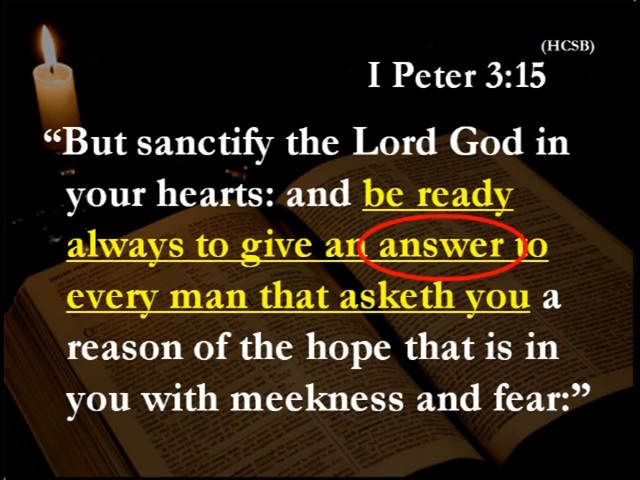 (HCSB)
I Peter 3:15
“But sanctify the Lord God in
your hearts: and be ready
always to give an answer to
every man that asketh you a
reason of the hope that is in
you with meekness and fear:”